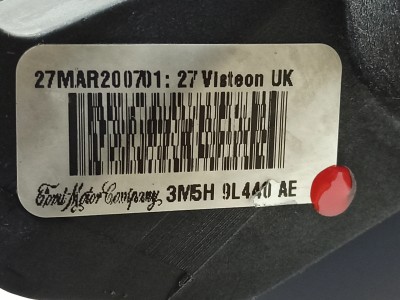 27MAR200701:27 Visteon UK
Ford Motor Company 3M5H 9L440 AE